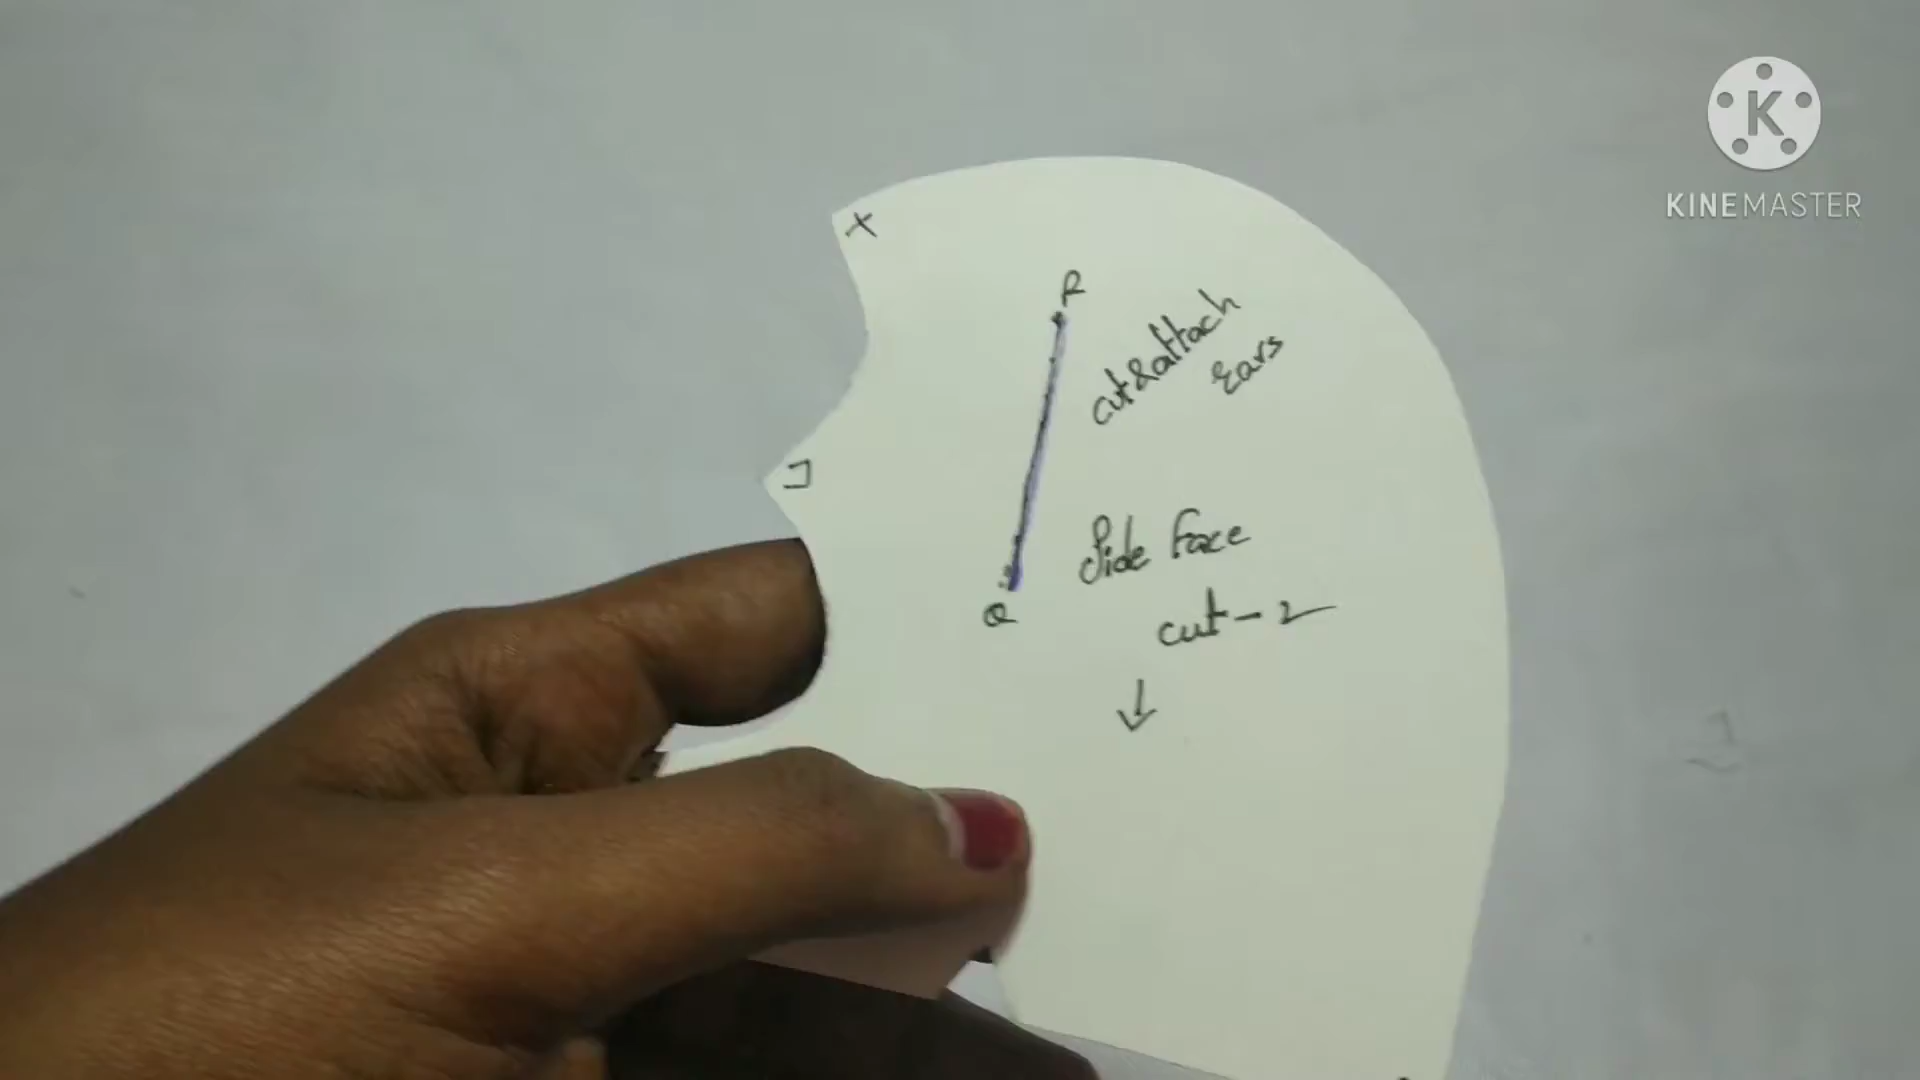 K
KINEMASTER
R
cut & attach
Ears
Side Face
Q
cut - 2